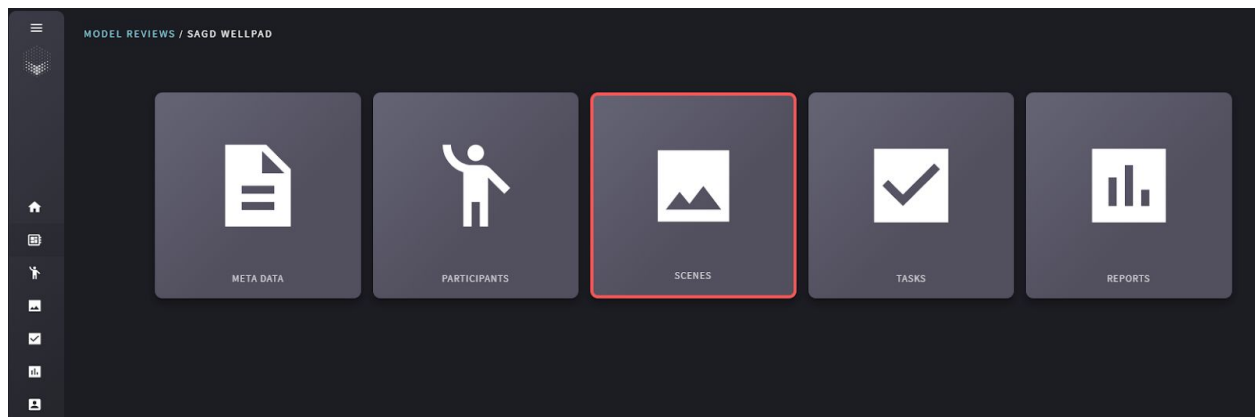 MODEL REVIEWS / SAGD WELLPAD
META DATA
PARTICIPANTS
SCENES
TASKS
REPORTS